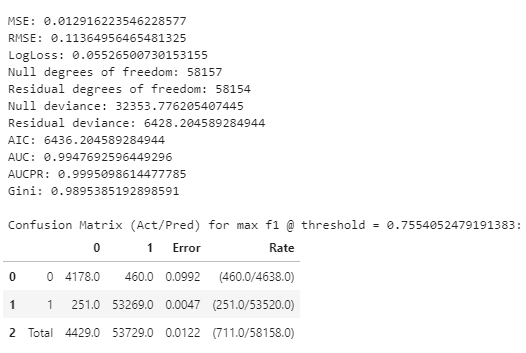 MSE: 0.012916223546228577
RMSE: 0.11364956465481325
LogLoss: 0.05526500730153155
Null degrees of freedom: 58157
Residual degrees of freedom: 58154
Null deviance: 32353.776205407445
Residual deviance: 6428.204589284944
AIC: 6436.204589284944
AUC: 0.9947692596449296
AUCPR: 0.9995098614477785
Gini: 0.9895385192898591
Confusion Matrix (Act/Pred) for max f1 @ threshold = 0.7554052479191383:
0 1 Error Rate
0 0 4178.0 460.0 0.0992 (460.0/4638.0)
1 1 251.0 53269.0 0.0047 (251.0/53520.0)
2 Total 4429.0 53729.0 0.0122 (711.0/58158.0)